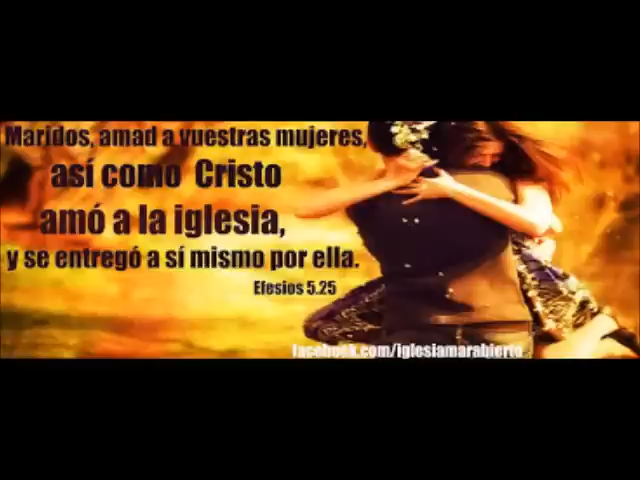 Maridos, amad a vuestras mujeres,
así como Cristo
amó a la iglesia,
y se entregó a sí mismo por ella.
Efesios 5.25
facebook.com/iglesiamarabierto